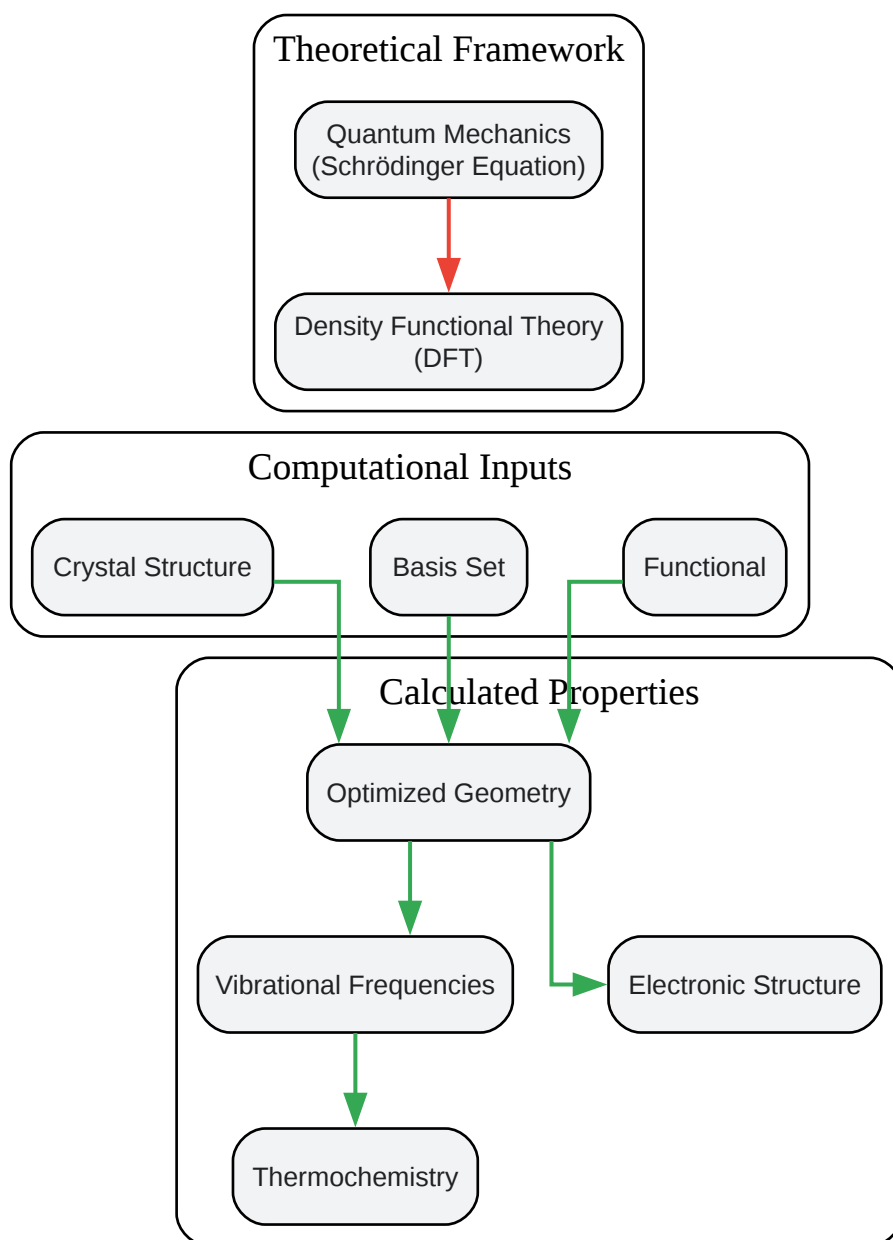 Theoretical Framework
Quantum Mechanics
(Schrödinger Equation)
Density Functional Theory
(DFT)
Computational Inputs
Crystal Structure
Basis Set
Functional
Calculated Properties
Optimized Geometry
Vibrational Frequencies
Electronic Structure
Thermochemistry